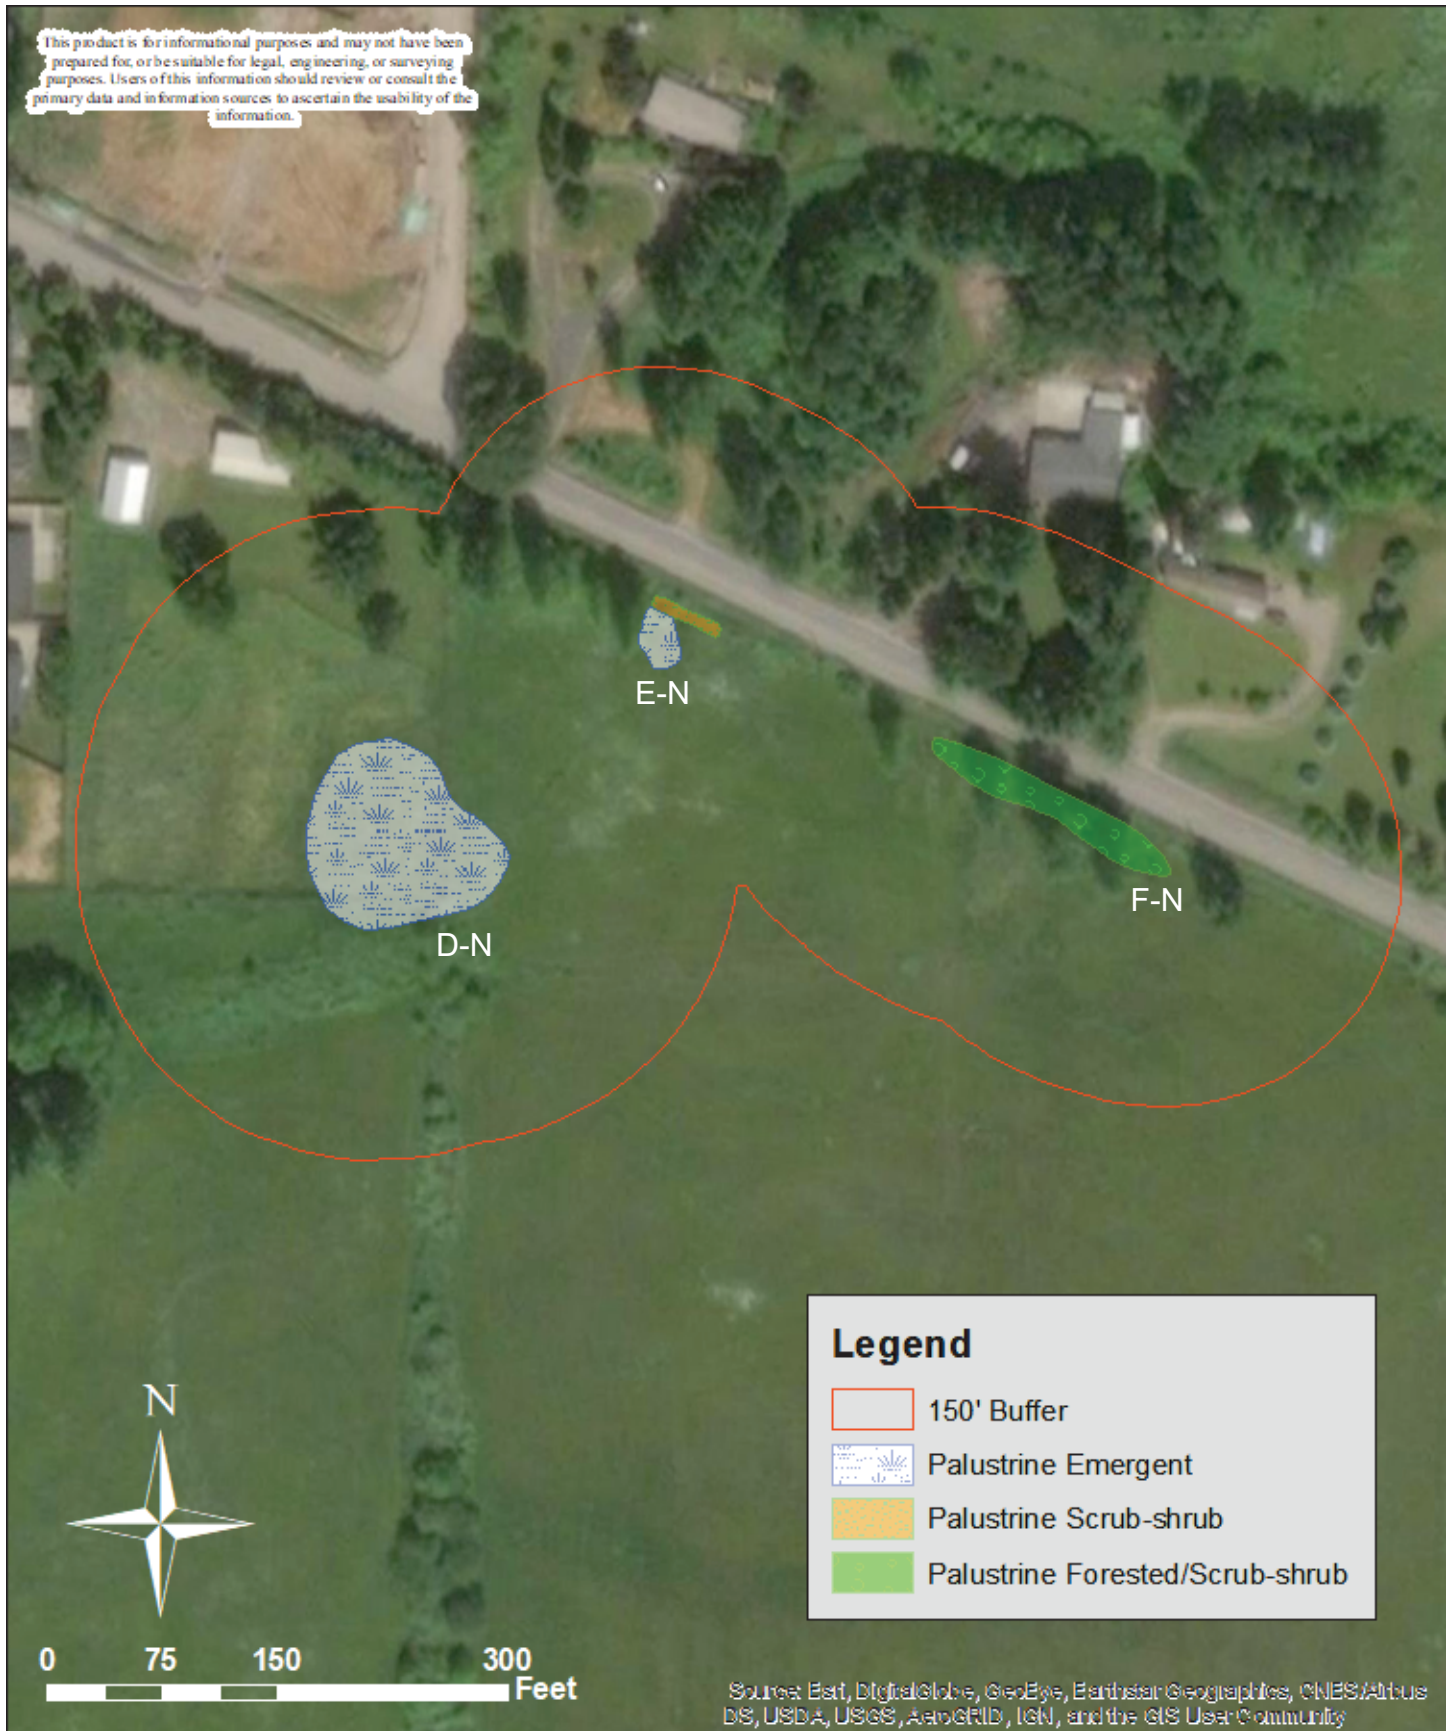 This product is for informational purposes and may not have been
prepared for, or be suitable for legal, engineering, or surveying
purposes. Users of this information should review or consult the
primary data and information sources to ascertain the usability of the
information.
E-N
D-N
F-N
Legend
150' Buffer
Palustrine Emergent
Palustrine Scrub-shrub
Palustrine Forested/Scrub-shrub
N
0 75 150 300
Feet
Source: Esri, DigitalGlobe, GeoEye, Earthstar Geographics, CNES/Airbus
DS, USDA, USGS, AeroGRID, IGN, and the GIS User Community